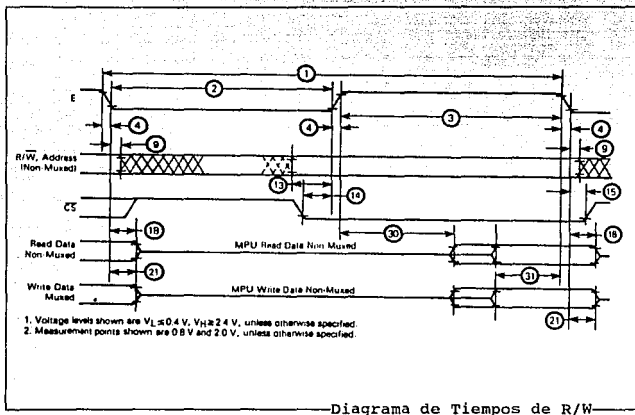 1
2
E
3
4
4
4
9
9
R/W, Address
(Non-Muxed)
13
14
15
CS
18
30
18
Read Data
Non-Muxed
MPU Read Data Non Muxed
21
31
Write Data
Muxed
MPU Write Data Non-Muxed
21
1. Voltage levels shown are VL≤0.4 V, VH≥2.4 V, unless otherwise specified.
2. Measurement points shown are 0.8 V and 2.0 V, unless otherwise specified.
Diagrama de Tiempos de R/W